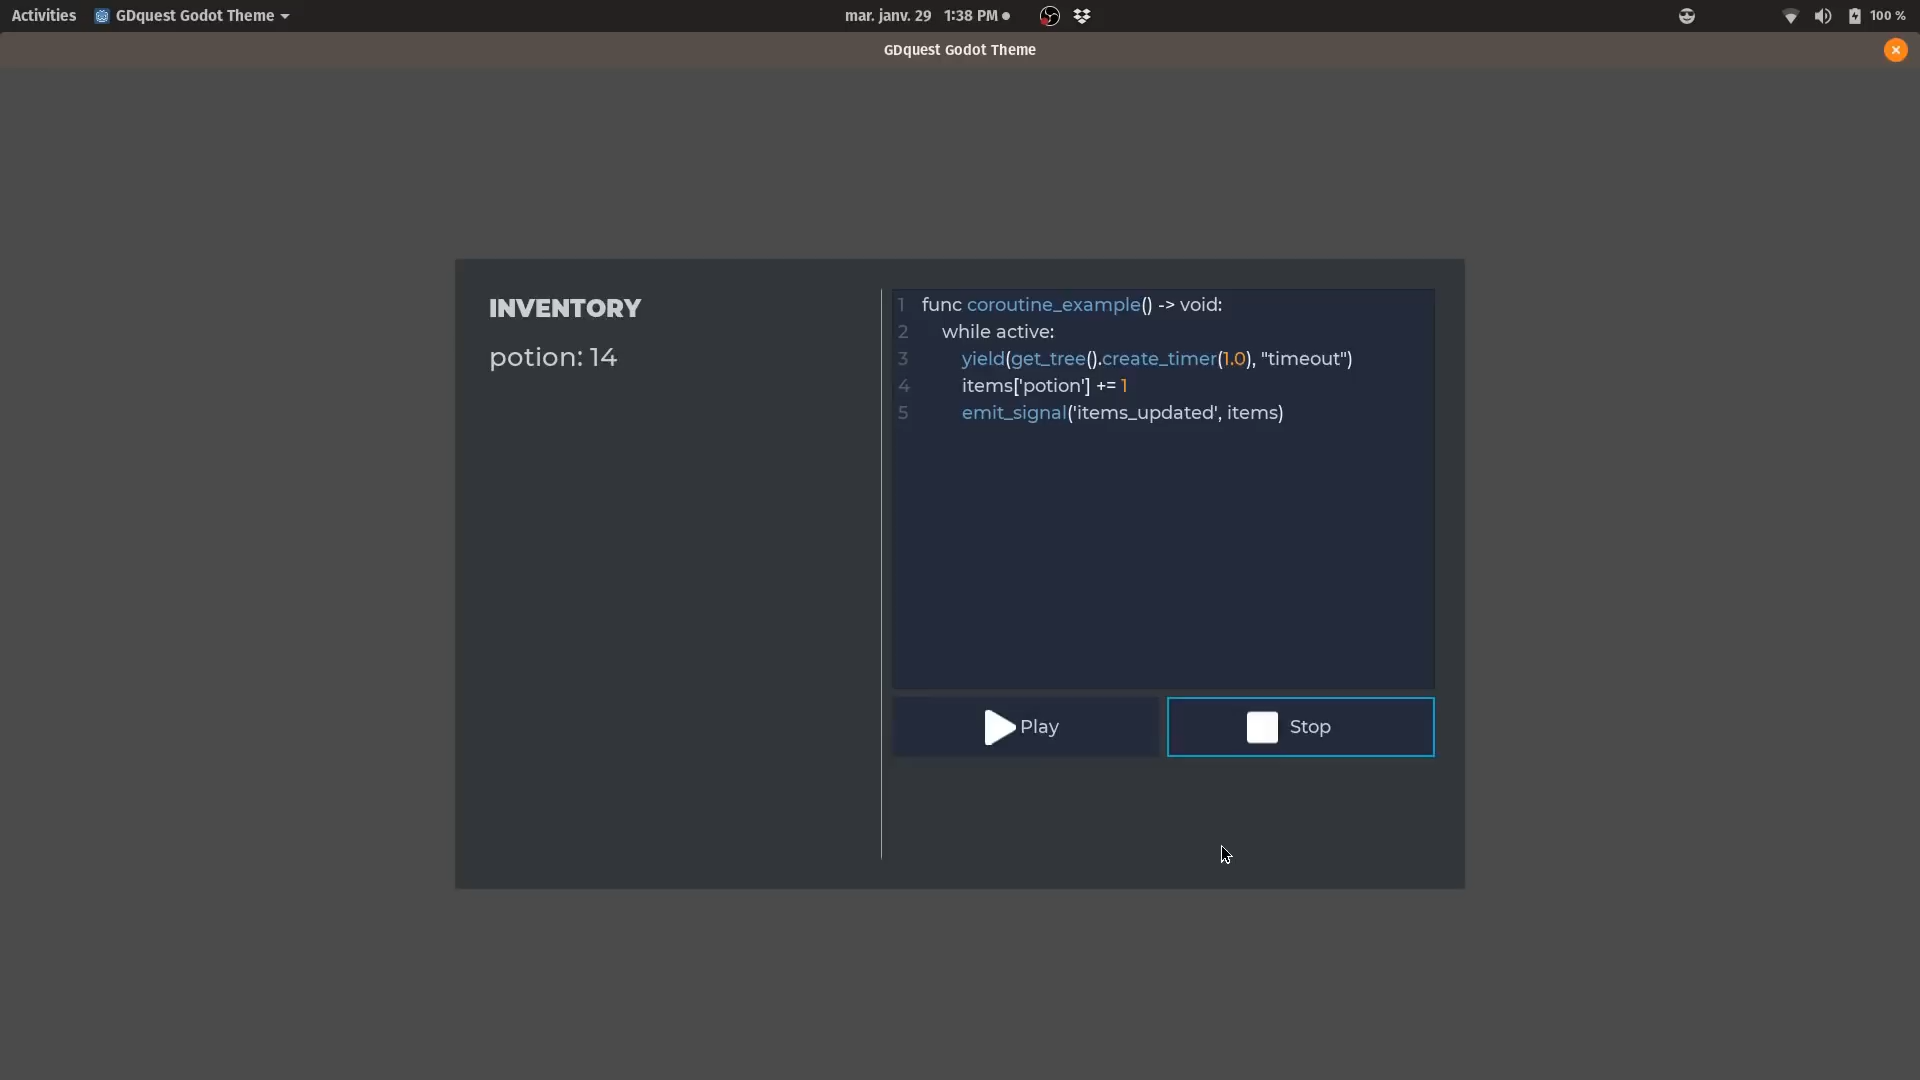 Activities GDquest Godot Theme mar. janv. 29 1:38 PM 100 %
GDquest Godot Theme
INVENTORY
potion: 14
1 func coroutine_example() -> void:
2 while active:
3 yield(get_tree().create_timer(1.0), "timeout")
4 items['potion'] += 1
5 emit_signal('items_updated', items)
Play Stop